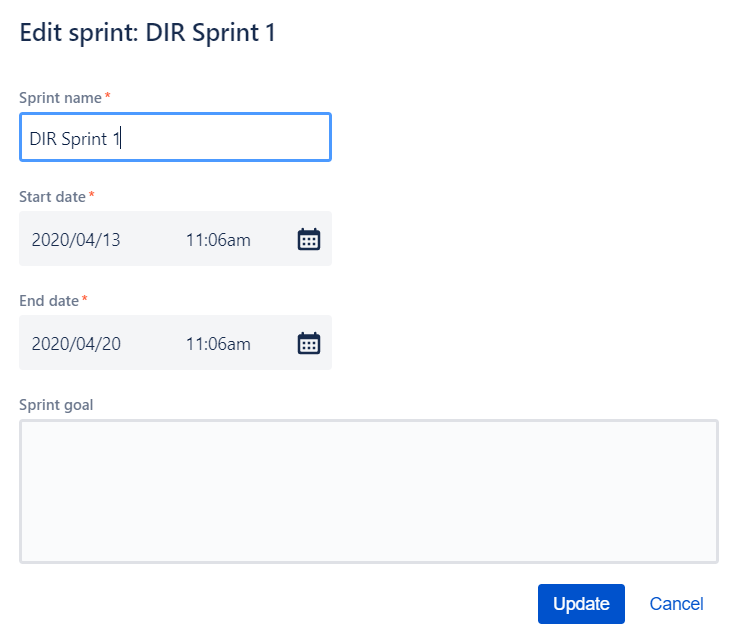 Edit sprint: DIR Sprint 1
Sprint name*
DIR Sprint 1
Start date*
2020/04/13 11:06am
End date*
2020/04/20 11:06am
Sprint goal
Update Cancel